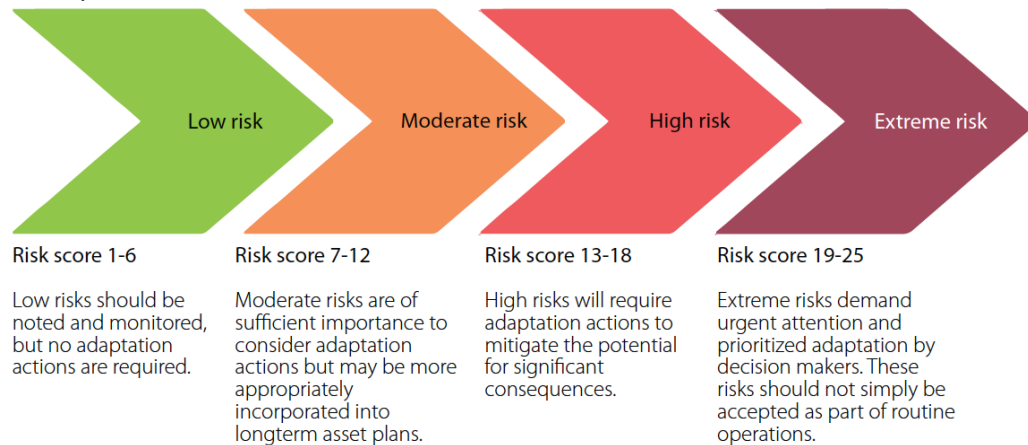 Low risk
Moderate risk
High risk
Extreme risk
Risk score 1-6
Low risks should be
noted and monitored,
but no adaptation
actions are required.
Risk score 7-12
Moderate risks are of
sufficient importance to
consider adaptation
actions but may be more
appropriately
incorporated into
longterm asset plans.
Risk score 13-18
High risks will require
adaptation actions to
mitigate the potential
for significant
consequences.
Risk score 19-25
Extreme risks demand
urgent attention and
prioritized adaptation by
decision makers. These
risks should not simply be
accepted as part of routine
operations.